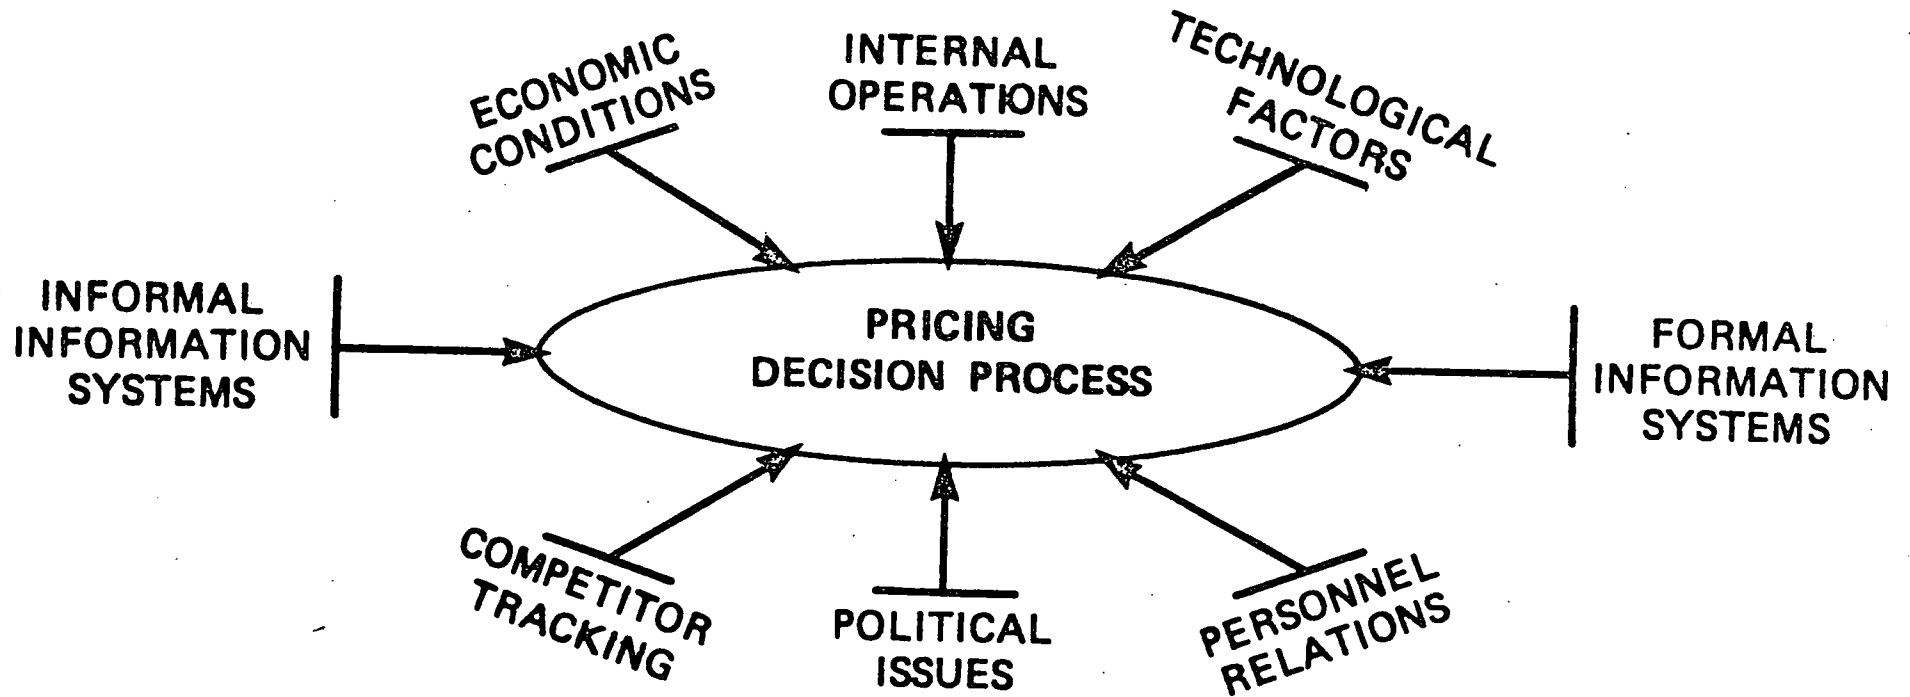 ECONOMIC
CONDITIONS
INTERNAL
OPERATIONS
TECHNOLOGICAL
FACTORS
INFORMAL
INFORMATION
SYSTEMS
PRICING
DECISION PROCESS
FORMAL
INFORMATION
SYSTEMS
COMPETITOR
TRACKING
POLITICAL
ISSUES
PERSONNEL
RELATIONS